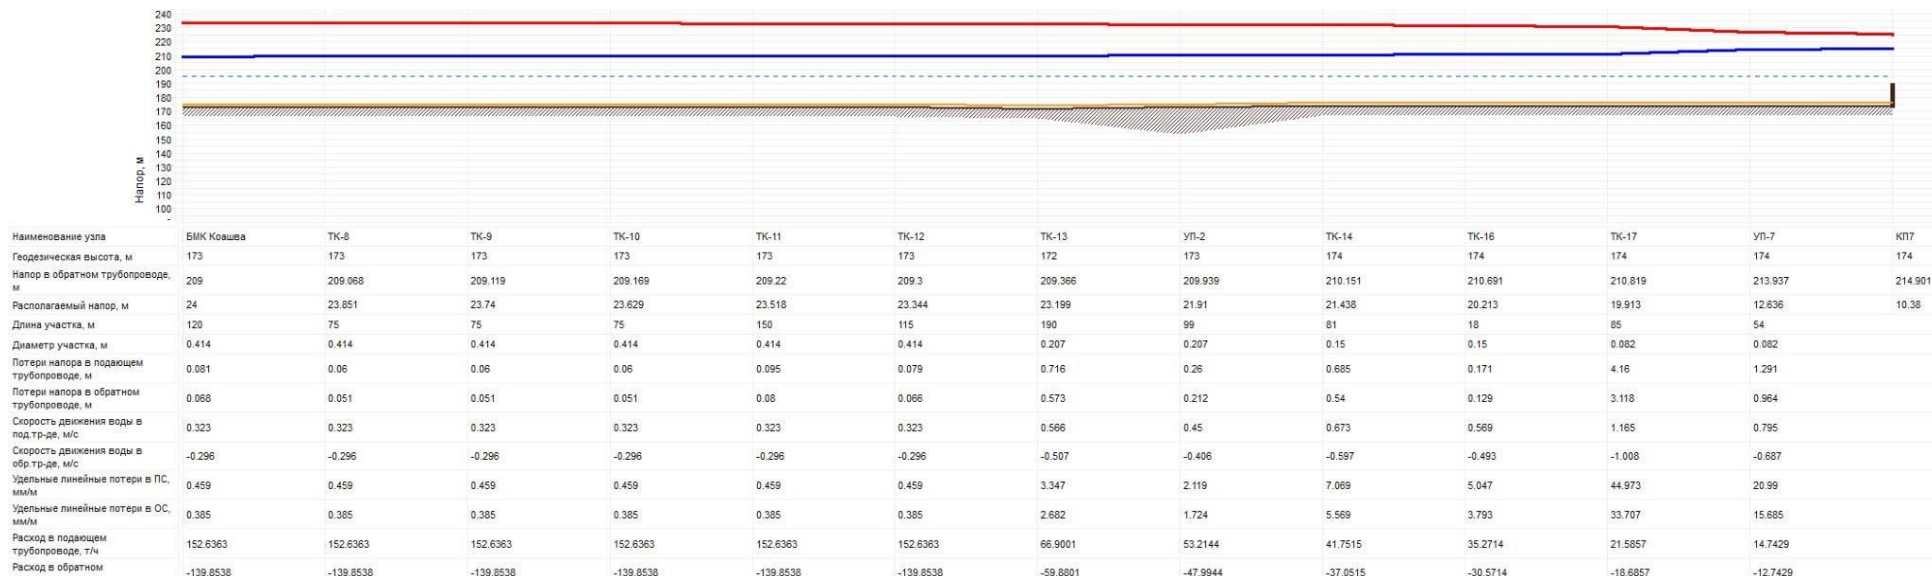 240
230
220
210
200
190
180
170
160
150
140
130
120
110
100
-
Напор, м
Наименование узла БМК Коашва ТК-8 ТК-9 ТК-10 ТК-11 ТК-12 ТК-13 УП-2 ТК-14 ТК-16 ТК-17 УП-7 КП7
Геодезическая высота, м 173 173 173 173 173 173 172 173 174 174 174 174 174
Напор в обратном трубопроводе,
м 209 209.068 209.119 209.169 209.22 209.3 209.366 209.939 210.151 210.691 210.819 213.937 214.901
Располагаемый напор, м 24 23.851 23.74 23.629 23.518 23.344 23.199 21.91 21.438 20.213 19.913 12.636 10.38
Длина участка, м 120 75 75 75 150 115 190 99 81 18 85 54
Диаметр участка, м 0.414 0.414 0.414 0.414 0.414 0.414 0.207 0.207 0.15 0.15 0.082 0.082
Потери напора в подающем
трубопроводе, м 0.081 0.06 0.06 0.06 0.095 0.079 0.716 0.26 0.685 0.171 4.16 1.291
Потери напора в обратном
трубопроводе, м 0.068 0.051 0.051 0.051 0.08 0.066 0.573 0.212 0.54 0.129 3.118 0.964
Скорость движения воды в
под.тр-де, м/с 0.323 0.323 0.323 0.323 0.323 0.323 0.566 0.45 0.673 0.569 1.165 0.795
Скорость движения воды в
обр.тр-де, м/с -0.296 -0.296 -0.296 -0.296 -0.296 -0.296 -0.507 -0.406 -0.597 -0.493 -1.008 -0.687
Удельные линейные потери в ПС,
мм/м 0.459 0.459 0.459 0.459 0.459 0.459 3.347 2.119 7.069 5.047 44.973 20.99
Удельные линейные потери в ОС,
мм/м 0.385 0.385 0.385 0.385 0.385 0.385 2.682 1.724 5.569 3.793 33.707 15.685
Расход в подающем
трубопроводе, т/ч 152.6363 152.6363 152.6363 152.6363 152.6363 152.6363 66.9001 53.2144 41.7515 35.2714 21.5857 14.7429
Расход в обратном
-139.8538 -139.8538 -139.8538 -139.8538 -139.8538 -139.8538 -59.8801 -47.9944 -37.0515 -30.5714 -18.6857 -12.7429